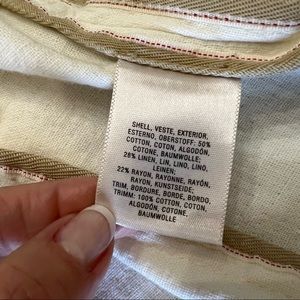 SHELL, VESTE, EXTERIOR,
ESTERNO, OBERSTOFF: 50%
COTTON, COTON, ALGODÓN,
COTONE, BAUMWOLLE;
28% LINEN, LIN, LINO, LINO,
LEINEN;
22% RAYON, RAYONNE, RAYÓN,
RAYON, KUNSTSEIDE;
TRIM, BORDURE, BORDE, BORDO,
TRIMM: 100% COTTON, COTON,
ALGODÓN, COTONE,
BAUMWOLLE